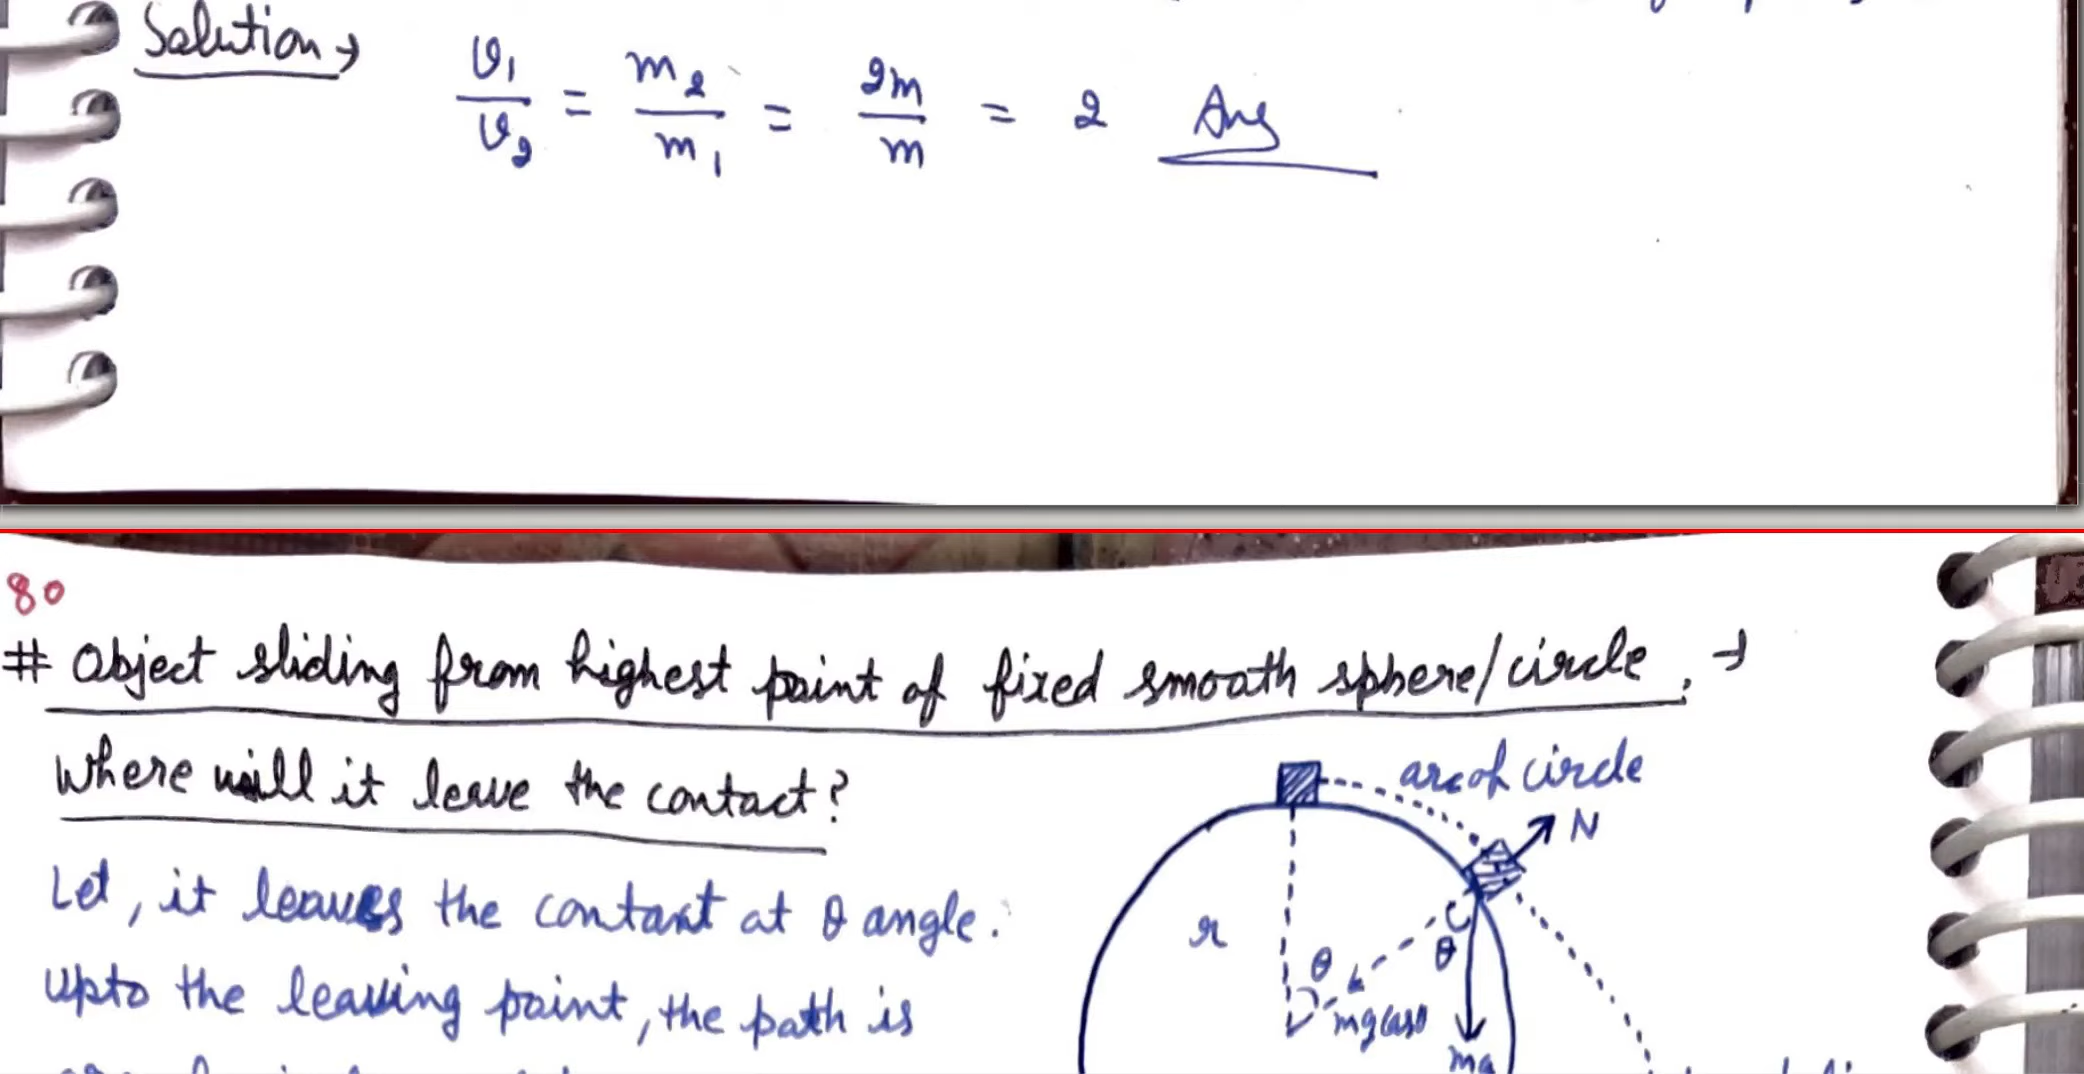 Solution →
v₁/v₂ = m₂/m₁ = 2m/m = 2 Ans
80
# Object sliding from highest point of fixed smooth sphere/circle, →
Where will it leave the contact?
arc of circle
N
Let, it leaves the contact at θ angle.
r
θ
θ
upto the leaving point, the path is
mg cosθ
mg